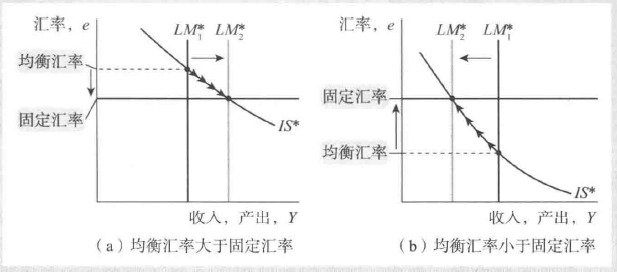 汇率，e
LM*₃ LM*₂
均衡汇率
固定汇率
IS*
收入，产出，Y
（a）均衡汇率大于固定汇率
汇率，e
LM*₂ LM*₁
固定汇率
均衡汇率
IS*
收入，产出，Y
（b）均衡汇率小于固定汇率